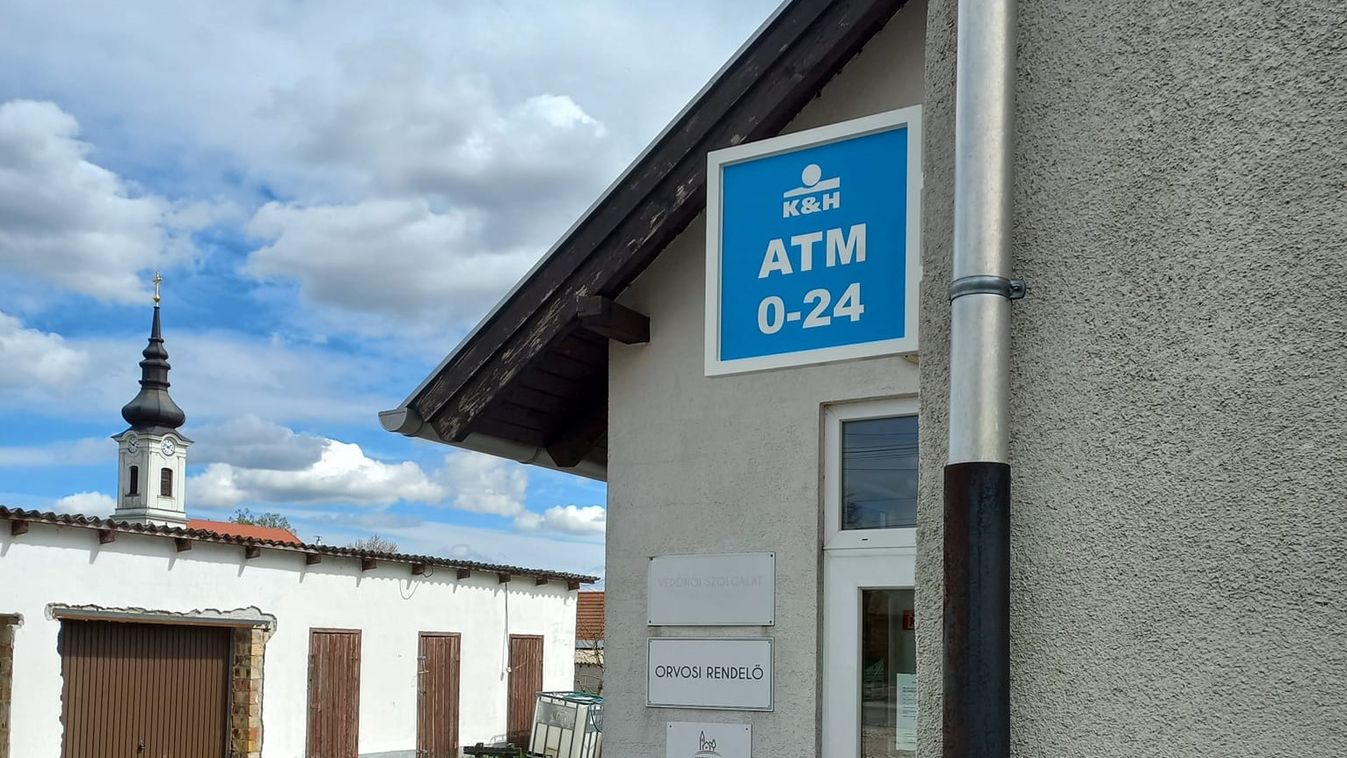 K&H
ATM
0-24
VÉDŐNŐI SZOLGÁLAT
ORVOSI RENDELŐ